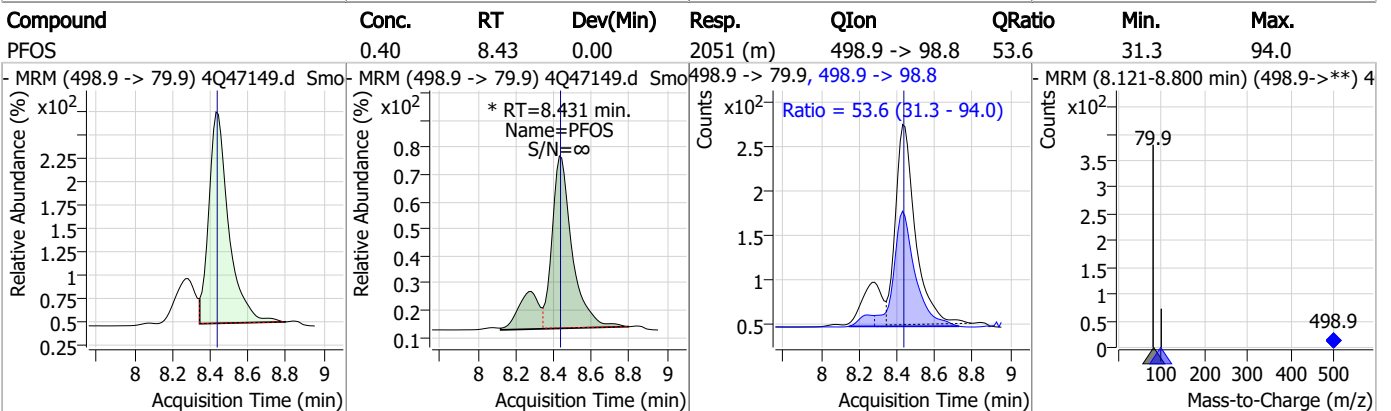 Compound Conc. RT Dev(Min) Resp. QIon QRatio Min. Max.
PFOS 0.40 8.43 0.00 2051 (m) 498.9 -> 98.8 53.6 31.3 94.0
- MRM (498.9 -> 79.9) 4Q47149.d Smo
Relative Abundance (%)
x10²
2.25
2
1.75
1.5
1.25
1
0.75
0.5
0.25
8 8.2 8.4 8.6 8.8 9
Acquisition Time (min)
- MRM (498.9 -> 79.9) 4Q47149.d Smo
Relative Abundance (%)
x10²
* RT=8.431 min.
Name=PFOS
S/N=∞
0.8
0.7
0.6
0.5
0.4
0.3
0.2
0.1
8 8.2 8.4 8.6 8.8 9
Acquisition Time (min)
498.9 -> 79.9, 498.9 -> 98.8
Counts
x10²
Ratio = 53.6 (31.3 - 94.0)
2.5
2
1.5
1
0.5
8 8.2 8.4 8.6 8.8 9
Acquisition Time (min)
- MRM (8.121-8.800 min) (498.9->**) 4
Counts
x10²
79.9
3.5
3
2.5
2
1.5
1
0.5
0
498.9
100 200 300 400 500
Mass-to-Charge (m/z)